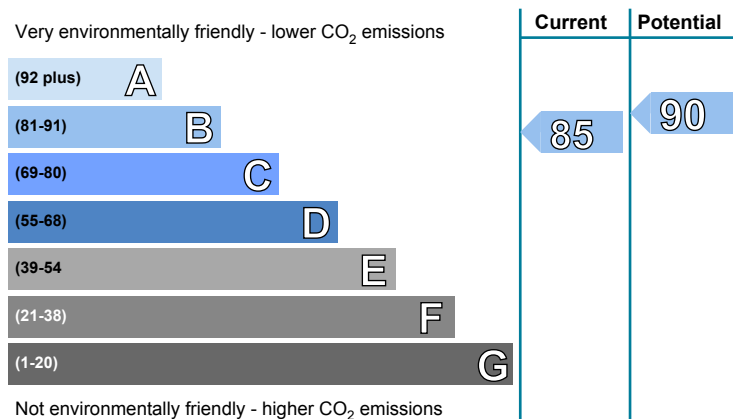 Very environmentally friendly - lower CO₂ emissions
Current
Potential
(92 plus) A
(81-91) B
(69-80) C
(55-68) D
(39-54 E
(21-38) F
(1-20) G
85
90
Not environmentally friendly - higher CO₂ emissions